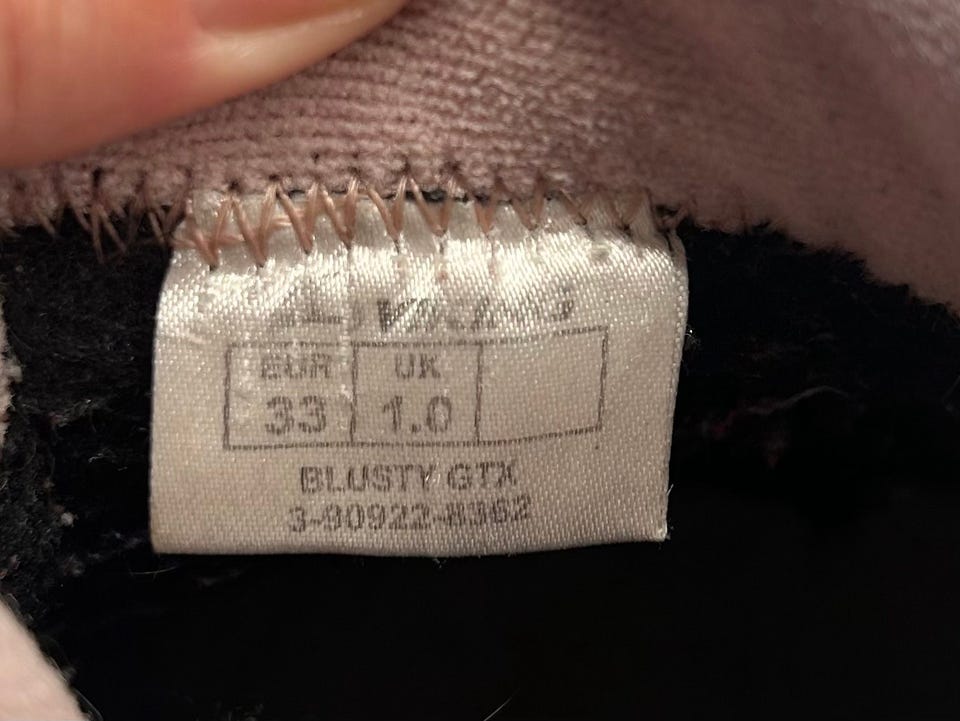 VIKING
EUR UK
33 1.0
BLUSTY GTX
3-90922-8362